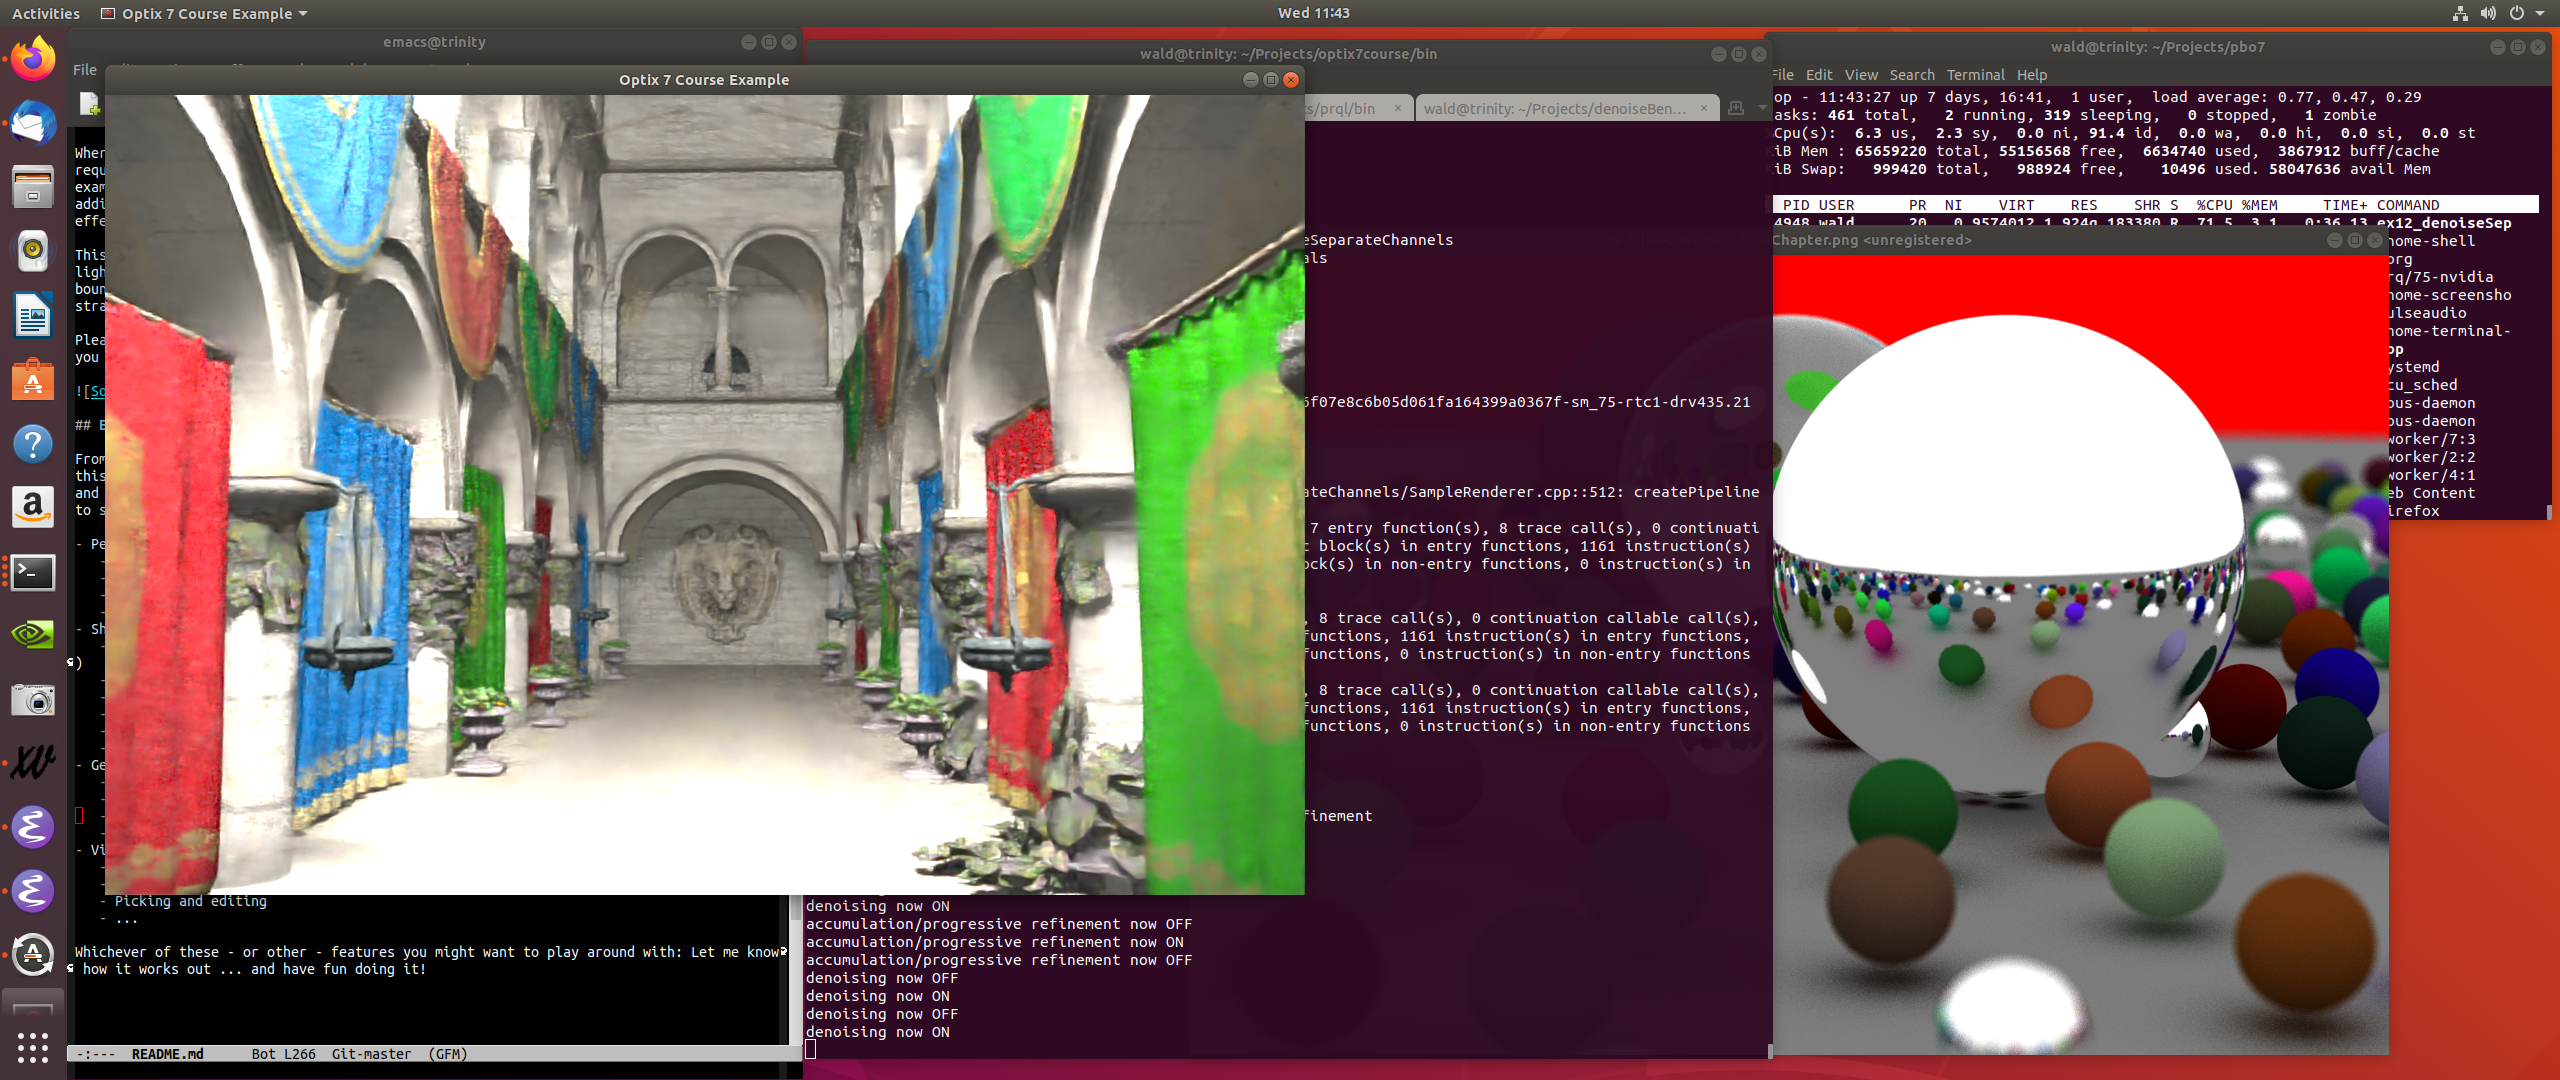 Activities
Optix 7 Course Example
Wed 11:43
emacs@trinity
File
Optix 7 Course Example
README.md
requ
exam
addi
effe
This
ligh
boun
stra
Plea
you
![Sc
## E
From
this
and
to s
- Pe
- Sh
)
- Ge
- Vi
- Picking and editing
- ...
Whichever of these - or other - features you might want to play around with: Let me know
how it works out ... and have fun doing it!
-:--- README.md Bot L266 Git-master (GFM)
wald@trinity: ~/Projects/optix7course/bin
s/prql/bin
wald@trinity: ~/Projects/denoiseBen...
eSeparateChannels
als
6f07e8c6b05d061fa164399a0367f-sm_75-rtc1-drv435.21
ateChannels/SampleRenderer.cpp::512: createPipeline
7 entry function(s), 8 trace call(s), 0 continuati
c block(s) in entry functions, 1161 instruction(s)
ock(s) in non-entry functions, 0 instruction(s) in
, 8 trace call(s), 0 continuation callable call(s),
functions, 1161 instruction(s) in entry functions,
functions, 0 instruction(s) in non-entry functions
, 8 trace call(s), 0 continuation callable call(s),
functions, 1161 instruction(s) in entry functions,
functions, 0 instruction(s) in non-entry functions
finement
denoising now ON
accumulation/progressive refinement now OFF
accumulation/progressive refinement now ON
accumulation/progressive refinement now OFF
denoising now OFF
denoising now ON
denoising now OFF
denoising now ON
wald@trinity: ~/Projects/pbo7
File Edit View Search Terminal Help
op - 11:43:27 up 7 days, 16:41, 1 user, load average: 0.77, 0.47, 0.29
asks: 461 total, 2 running, 319 sleeping, 0 stopped, 1 zombie
Cpu(s): 6.3 us, 2.3 sy, 0.0 ni, 91.4 id, 0.0 wa, 0.0 hi, 0.0 si, 0.0 st
iB Mem : 65659220 total, 55156568 free, 6634740 used, 3867912 buff/cache
iB Swap: 999420 total, 988924 free, 10496 used. 58047636 avail Mem
PID USER PR NI VIRT RES SHR S %CPU %MEM TIME+ COMMAND
4948 wald 20 0 9574012 1.924g 183380 R 71.5 3.1 0:36.13 ex12_denoiseSep
Chapter.png <unregistered>
nome-shell
org
rq/75-nvidia
nome-screensho
ulseaudio
nome-terminal-
op
ystemd
cu_sched
bus-daemon
bus-daemon
worker/7:3
worker/2:2
worker/4:1
eb Content
irefox